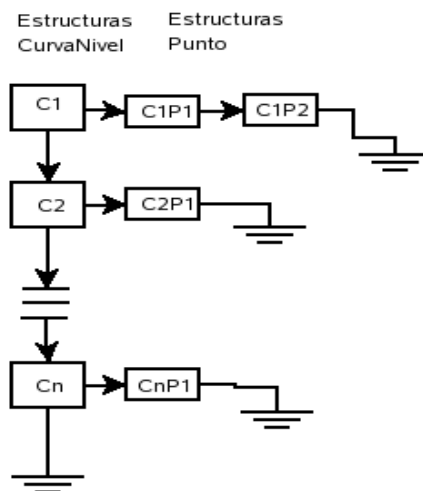 Estructuras
CurvaNivel
Estructuras
Punto
C1
C1P1
C1P2
C2
C2P1
Cn
CnP1